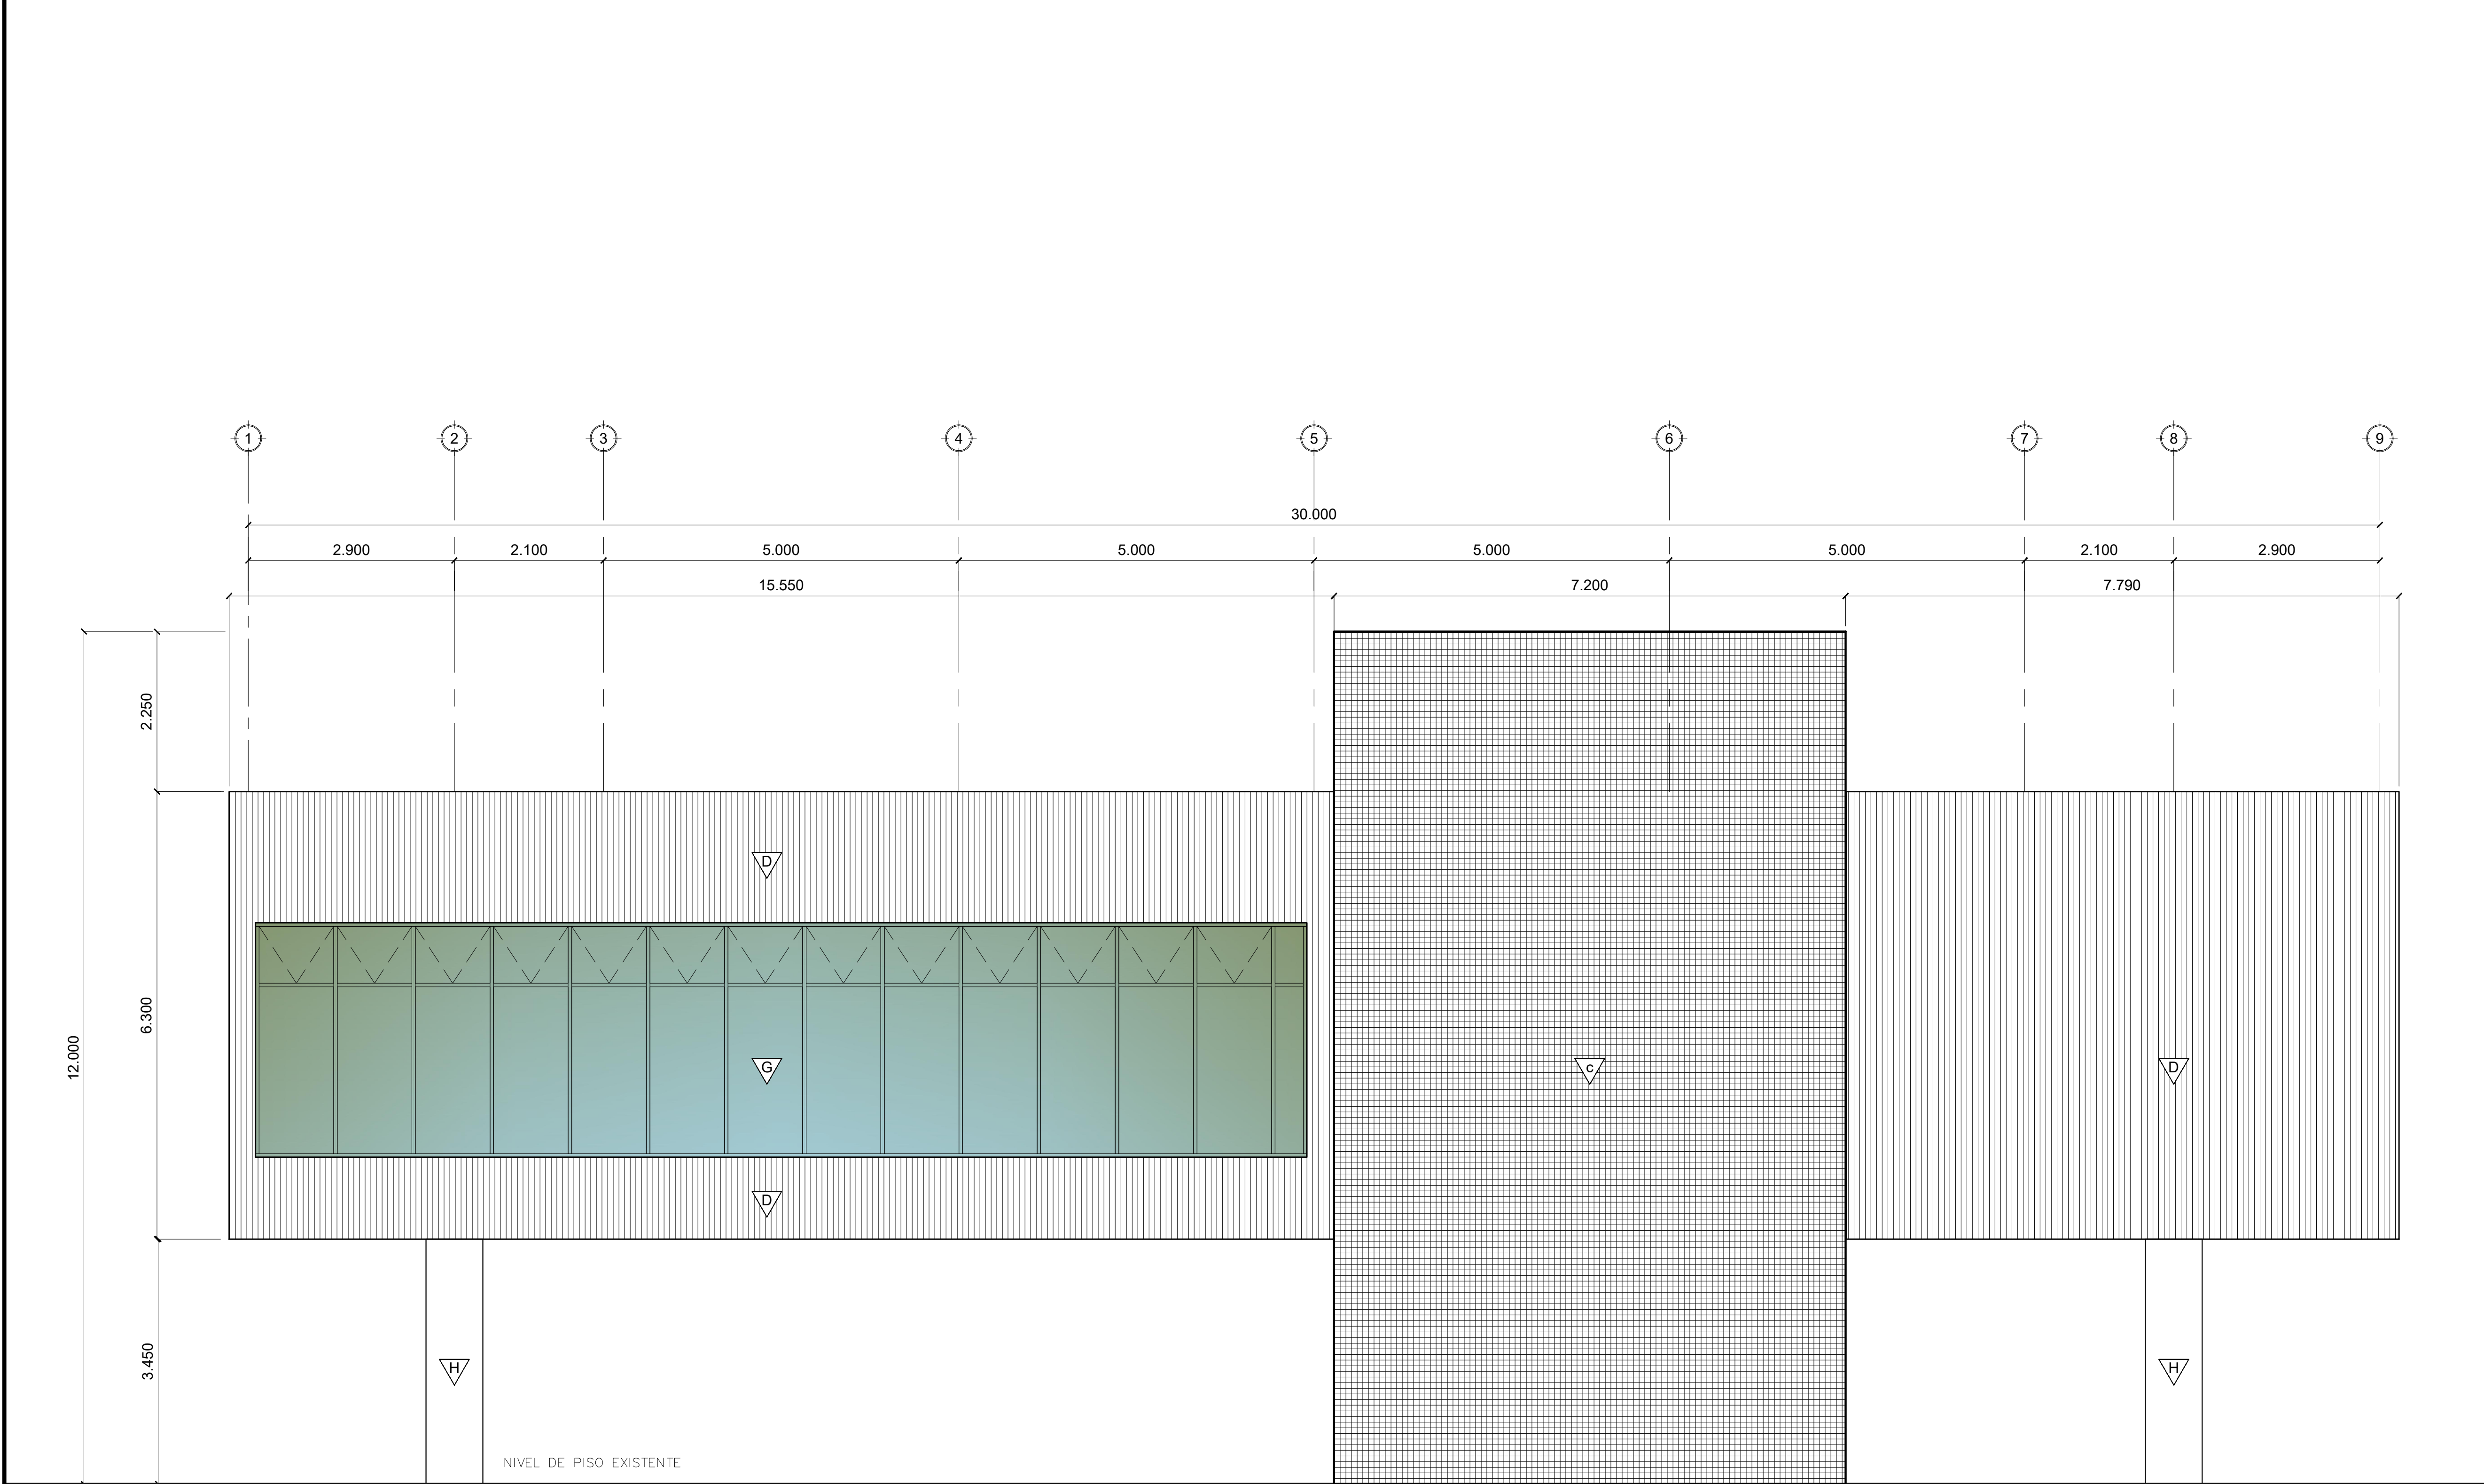 1 2 3 4 5 6 7 8 9
30.000
2.900 2.100 5.000 5.000 5.000 5.000 2.100 2.900
15.550 7.200 7.790
2.250
D
6.300
12.000
G c D
D
3.450
H H
NIVEL DE PISO EXISTENTE